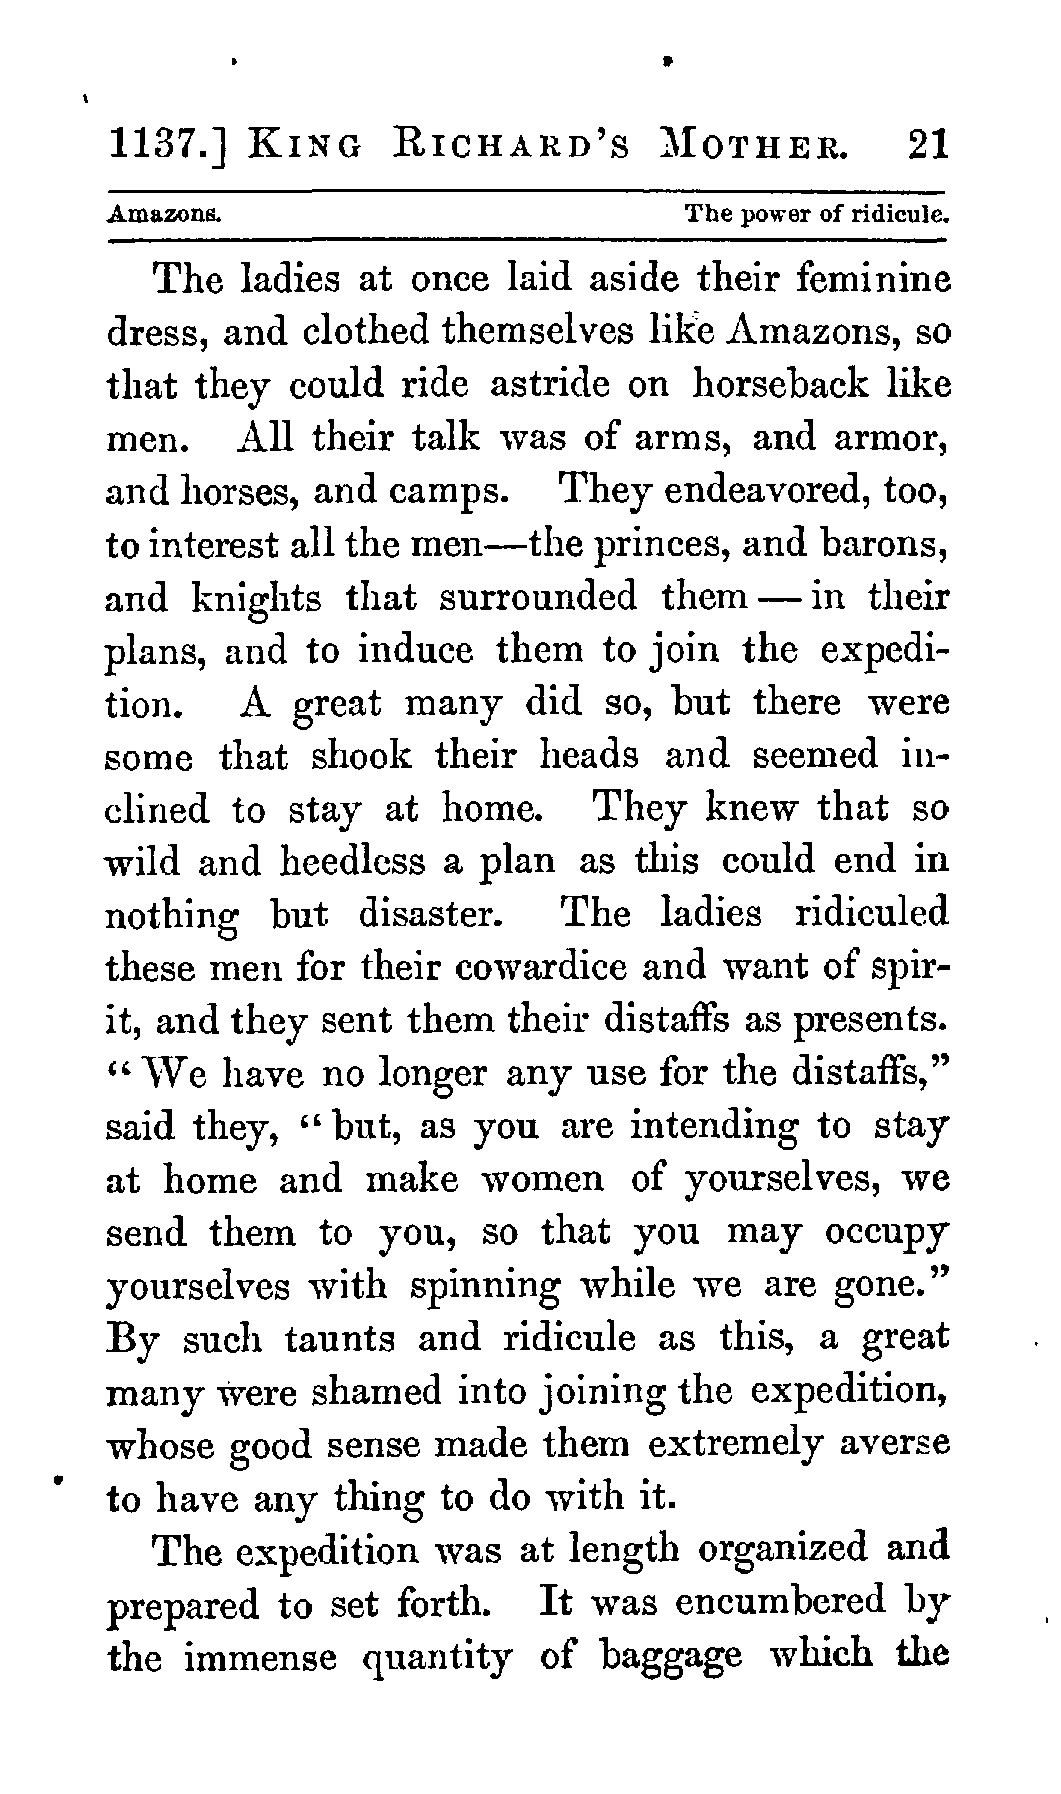 1137.] King Richard's Mother. 21
Amazons. The power of ridicule.
The ladies at once laid aside their feminine
dress, and clothed themselves like Amazons, so
that they could ride astride on horseback like
men. All their talk was of arms, and armor,
and horses, and camps. They endeavored, too,
to interest all the men—the princes, and barons,
and knights that surrounded them — in their
plans, and to induce them to join the expedi-
tion. A great many did so, but there were
some that shook their heads and seemed in-
clined to stay at home. They knew that so
wild and heedless a plan as this could end in
nothing but disaster. The ladies ridiculed
these men for their cowardice and want of spir-
it, and they sent them their distaffs as presents.
“We have no longer any use for the distaffs,”
said they, “but, as you are intending to stay
at home and make women of yourselves, we
send them to you, so that you may occupy
yourselves with spinning while we are gone.”
By such taunts and ridicule as this, a great
many were shamed into joining the expedition,
whose good sense made them extremely averse
to have any thing to do with it.
The expedition was at length organized and
prepared to set forth. It was encumbered by
the immense quantity of baggage which the